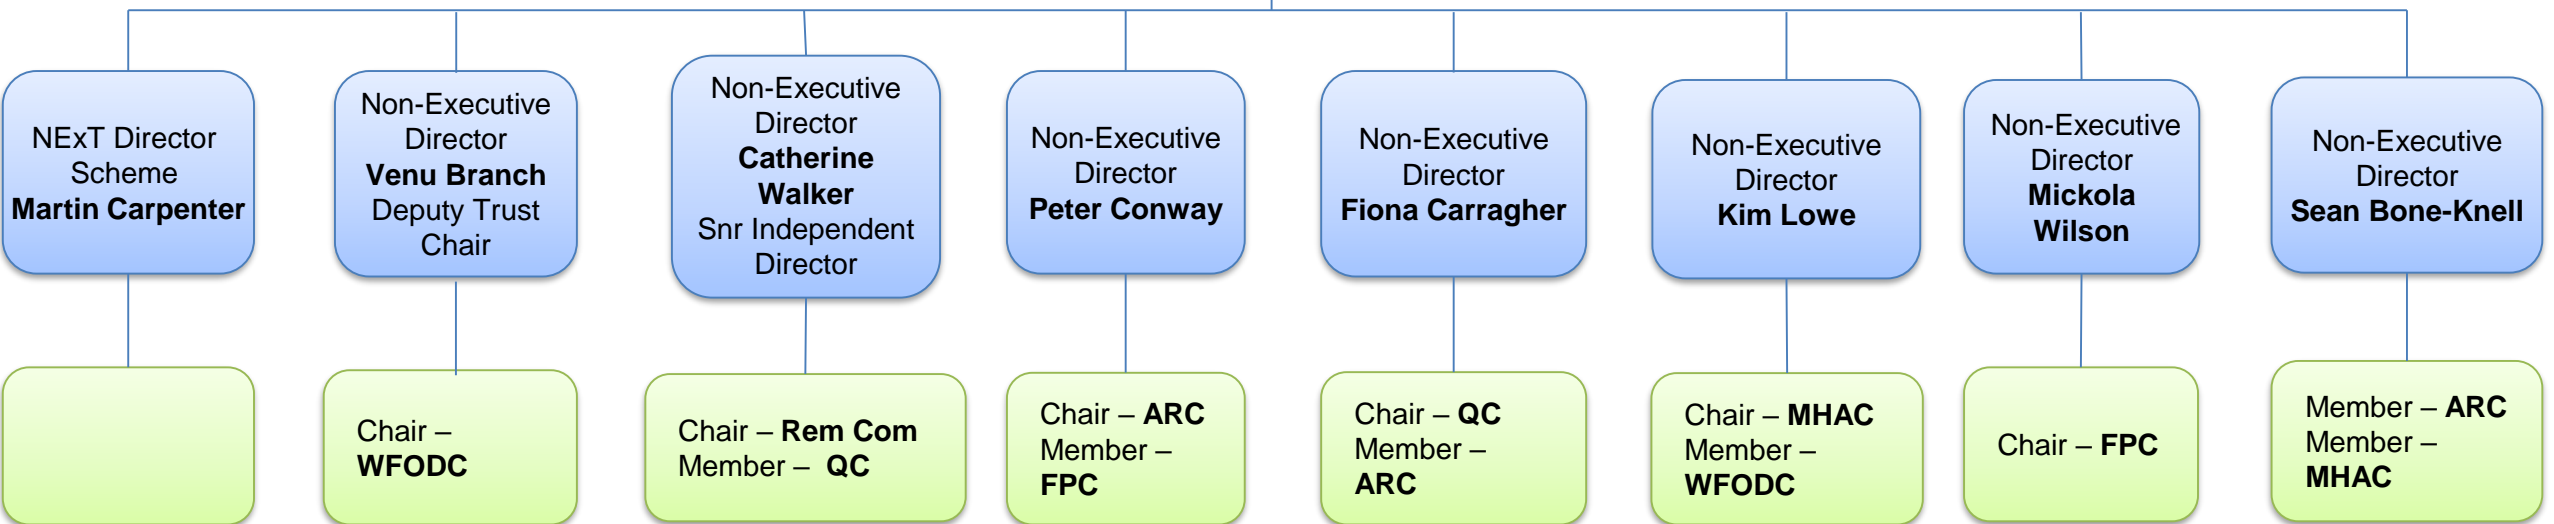 NExT Director
Scheme
Martin Carpenter
Non-Executive
Director
Venu Branch
Deputy Trust
Chair
Non-Executive
Director
Catherine
Walker
Snr Independent
Director
Non-Executive
Director
Peter Conway
Non-Executive
Director
Fiona Carragher
Non-Executive
Director
Kim Lowe
Non-Executive
Director
Mickola
Wilson
Non-Executive
Director
Sean Bone-Knell
Chair –
WFODC
Chair – Rem Com
Member – QC
Chair – ARC
Member –
FPC
Chair – QC
Member –
ARC
Chair – MHAC
Member –
WFODC
Chair – FPC
Member – ARC
Member –
MHAC